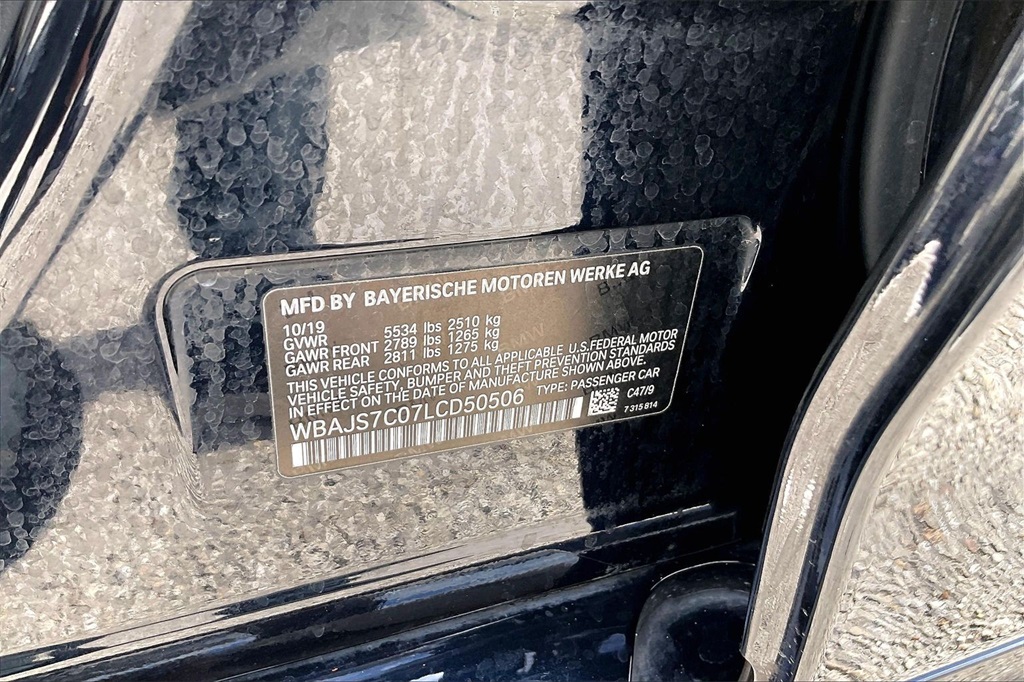 MFD BY BAYERISCHE MOTOREN WERKE AG
10/19
GVWR 5534 lbs 2510 kg
GAWR FRONT 2789 lbs 1265 kg
GAWR REAR 2811 lbs 1275 kg
THIS VEHICLE CONFORMS TO ALL APPLICABLE U.S.FEDERAL MOTOR
VEHICLE SAFETY, BUMPER AND THEFT PREVENTION STANDARDS
IN EFFECT ON THE DATE OF MANUFACTURE SHOWN ABOVE.
WBAJS7C07LCD50506 TYPE: PASSENGER CAR
C47/9
7 315 814